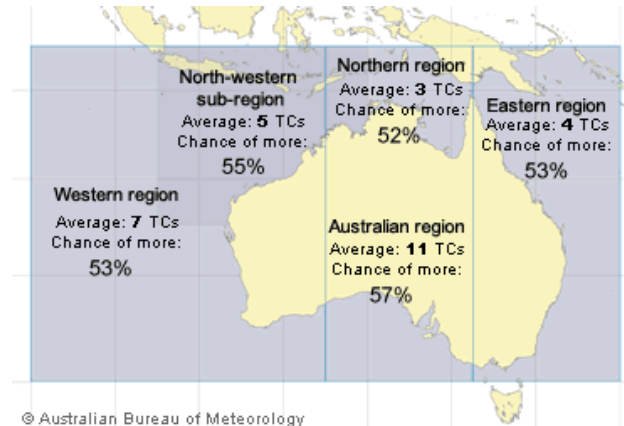 North-western
sub-region
Average: 5 TCs
Chance of more:
55%
Northern region
Average: 3 TCs
Chance of more:
52%
Eastern region
Average: 4 TCs
Chance of more:
53%
Western region
Average: 7 TCs
Chance of more:
53%
Australian region
Average: 11 TCs
Chance of more:
57%
© Australian Bureau of Meteorology